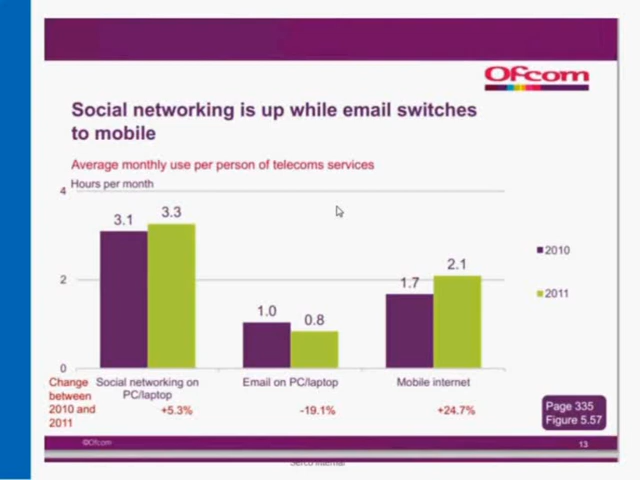 Ofcom
Social networking is up while email switches
to mobile
Average monthly use per person of telecoms services
Hours per month
4
3.1
3.3
2
1.0
0.8
1.7
2.1
2010
2011
0
Social networking on
PC/laptop
Email on PC/laptop
Mobile internet
Change
between
2010 and
2011
+5.3%
-19.1%
+24.7%
Page 335
Figure 5.57
©Ofcom
13